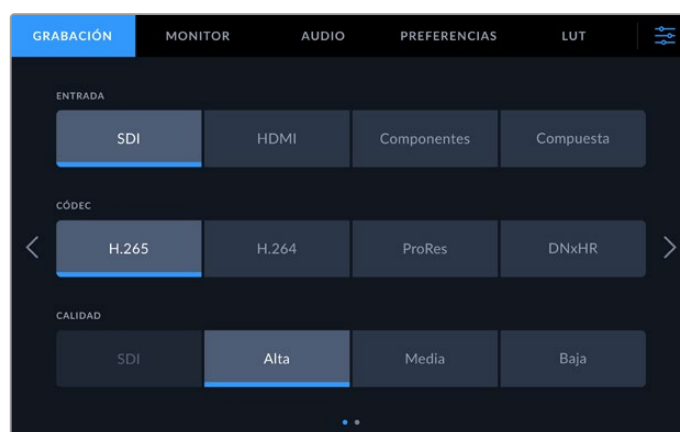 GRABACIÓN MONITOR AUDIO PREFERENCIAS LUT
ENTRADA
SDI HDMI Componentes Compuesta
CÓDEC
H.265 H.264 ProRes DNxHR
CALIDAD
SDI Alta Media Baja